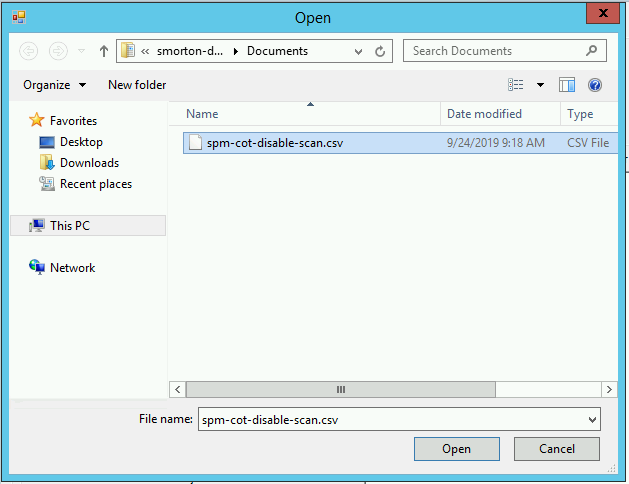 Open
X
« smorton-d... Documents
Search Documents
Organize New folder
Name Date modified Type
Favorites
Desktop
Downloads
Recent places
This PC
Network
spm-cot-disable-scan.csv 9/24/2019 9:18 AM CSV File
File name: spm-cot-disable-scan.csv
Open Cancel